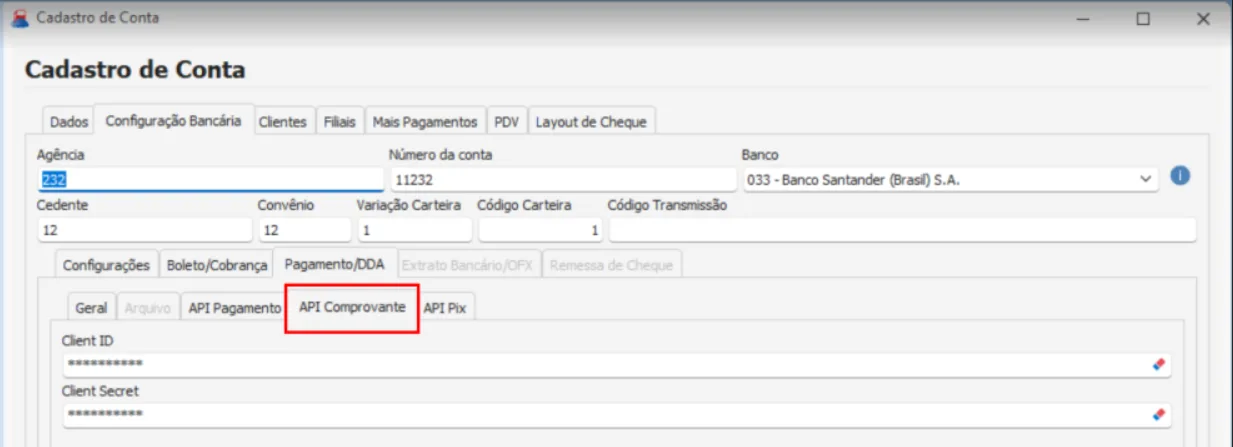 Cadastro de Conta
Cadastro de Conta
Dados Configuração Bancária Clientes Filiais Mais Pagamentos PDV Layout de Cheque
Agência Número da conta Banco
232 11232 033 - Banco Santander (Brasil) S.A.
Cedente Convênio Variação Carteira Código Carteira Código Transmissão
12 12 1 1
Configurações Boleto/Cobrança Pagamento/DDA Extrato Bancário/OFX Remessa de Cheque
Geral Arquivo API Pagamento API Comprovante API Pix
Client ID
**********
Client Secret
**********